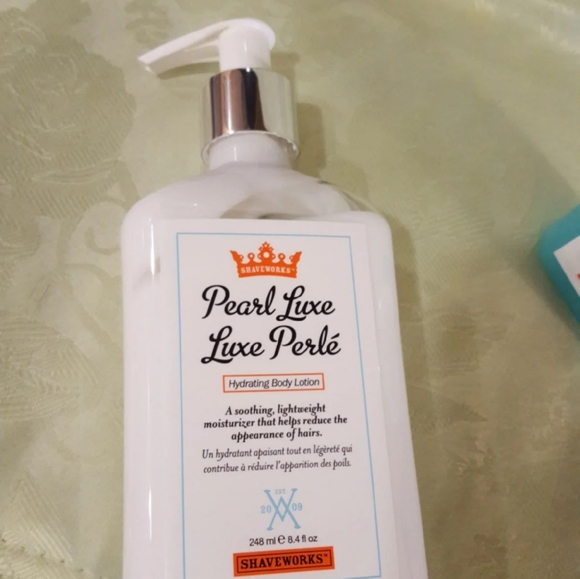 SHAVEWORKS™
Pearl Luxe
Luxe Perlé
Hydrating Body Lotion
A soothing, lightweight
moisturizer that helps reduce the
appearance of hairs.
Un hydratant apaisant tout en légèreté qui
contribue à réduire l'apparition des poils.
EST.
20 09
248 ml ℮ 8.4 fl oz
SHAVEWORKS™